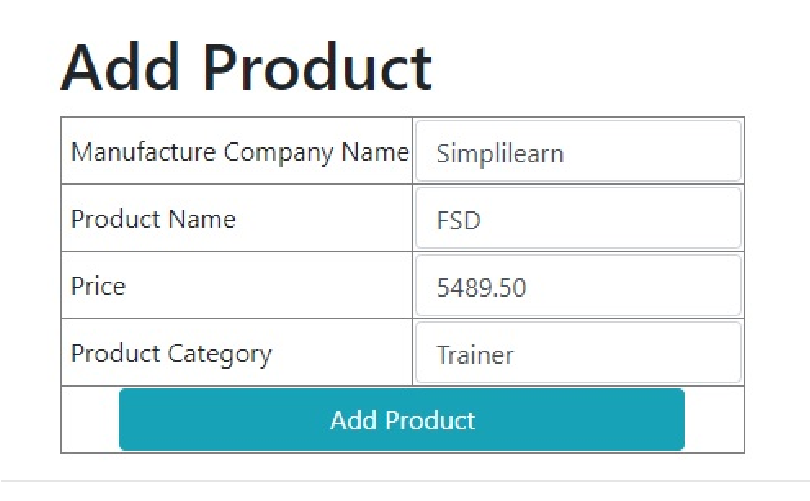 Add Product
Manufacture Company Name Simplilearn
Product Name FSD
Price 5489.50
Product Category Trainer
Add Product